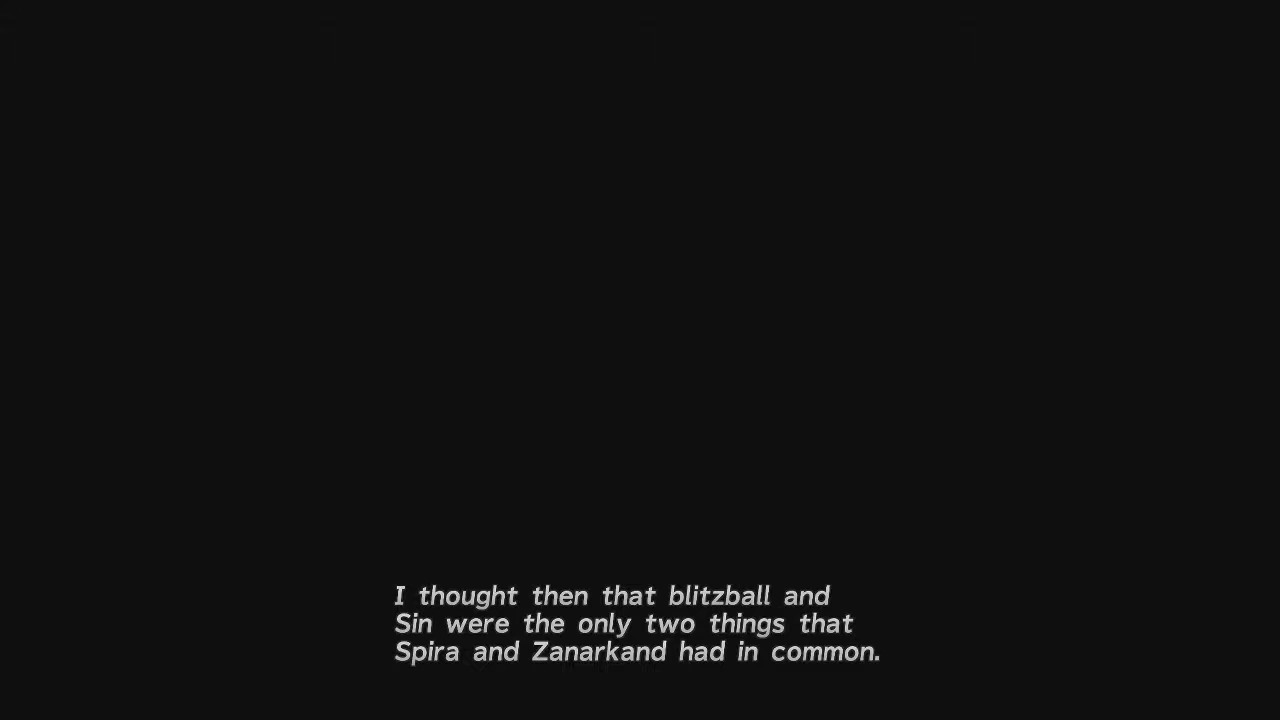 I thought then that blitzball and
Sin were the only two things that
Spira and Zanarkand had in common.